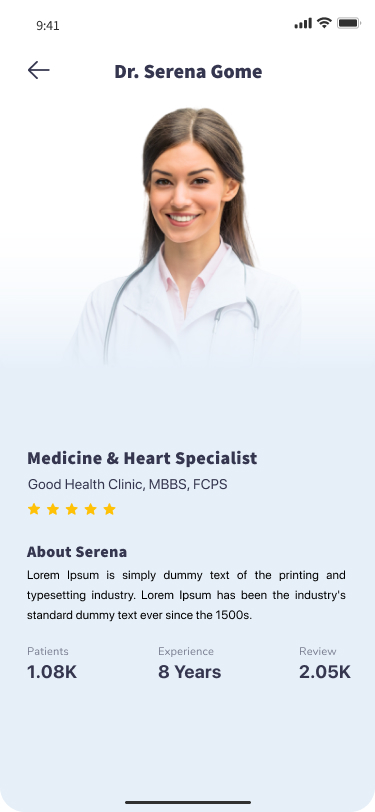 9:41
Dr. Serena Gome
Medicine & Heart Specialist
Good Health Clinic, MBBS, FCPS
About Serena
Lorem Ipsum is simply dummy text of the printing and
typesetting industry. Lorem Ipsum has been the industry's
standard dummy text ever since the 1500s.
Patients Experience Review
1.08K 8 Years 2.05K